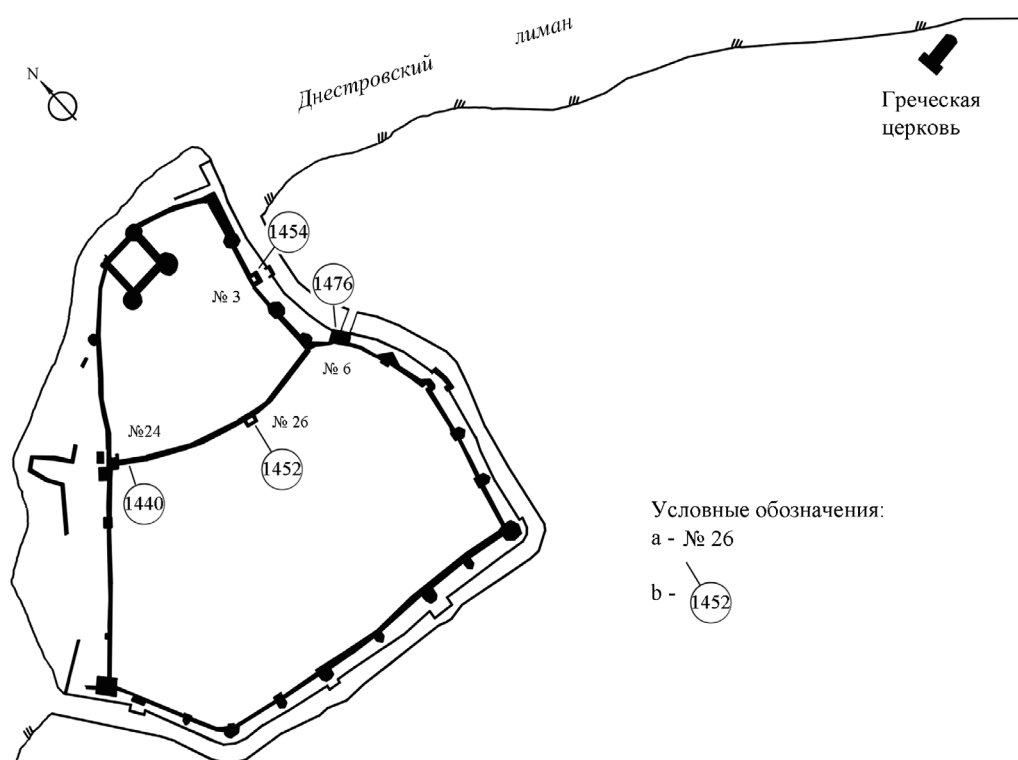 Днестровский лиман
N
Греческая
церковь
1454
1476
№ 3
№ 6
№24
№ 26
1452
1440
Условные обозначения:
a - № 26
b - 1452